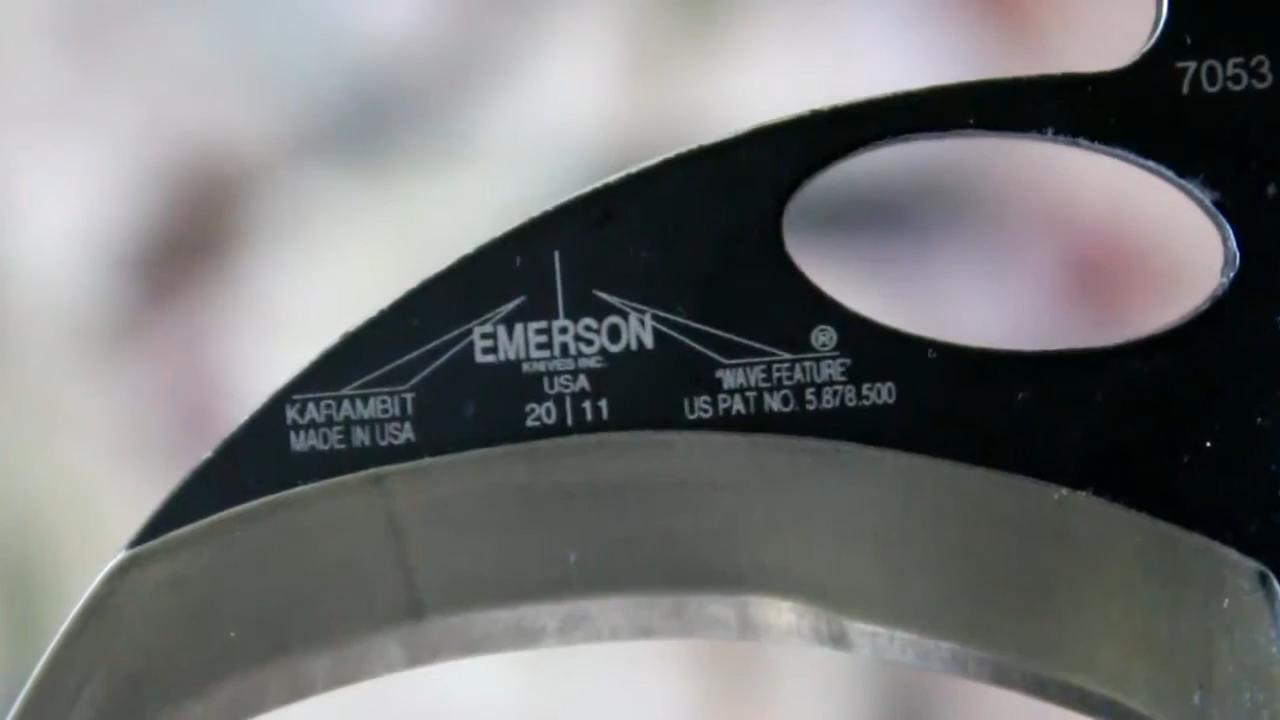 7053
EMERSON
KNIVES INC.
USA
20 | 11
KARAMBIT
MADE IN USA
®
"WAVE FEATURE"
US PAT NO. 5.878.500